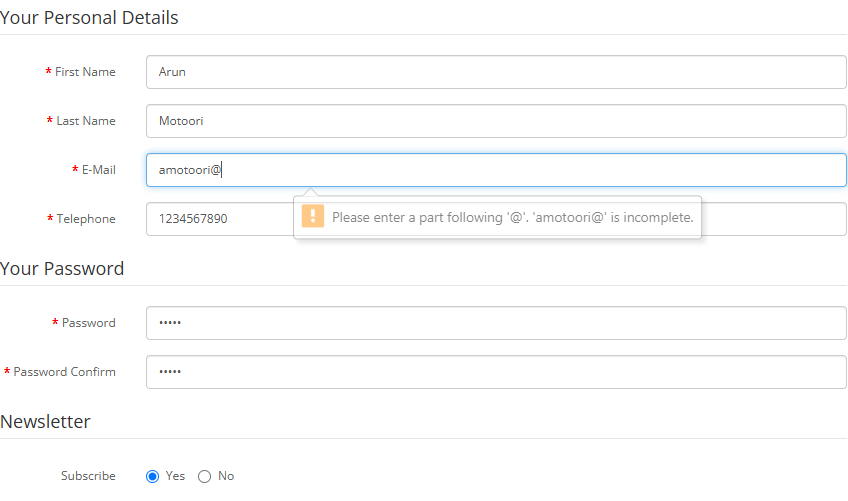 Your Personal Details
* First Name Arun
* Last Name Motoori
* E-Mail amotoori@
Please enter a part following '@'. 'amotoori@' is incomplete.
* Telephone 1234567890
Your Password
* Password •••••
* Password Confirm •••••
Newsletter
Subscribe Yes No